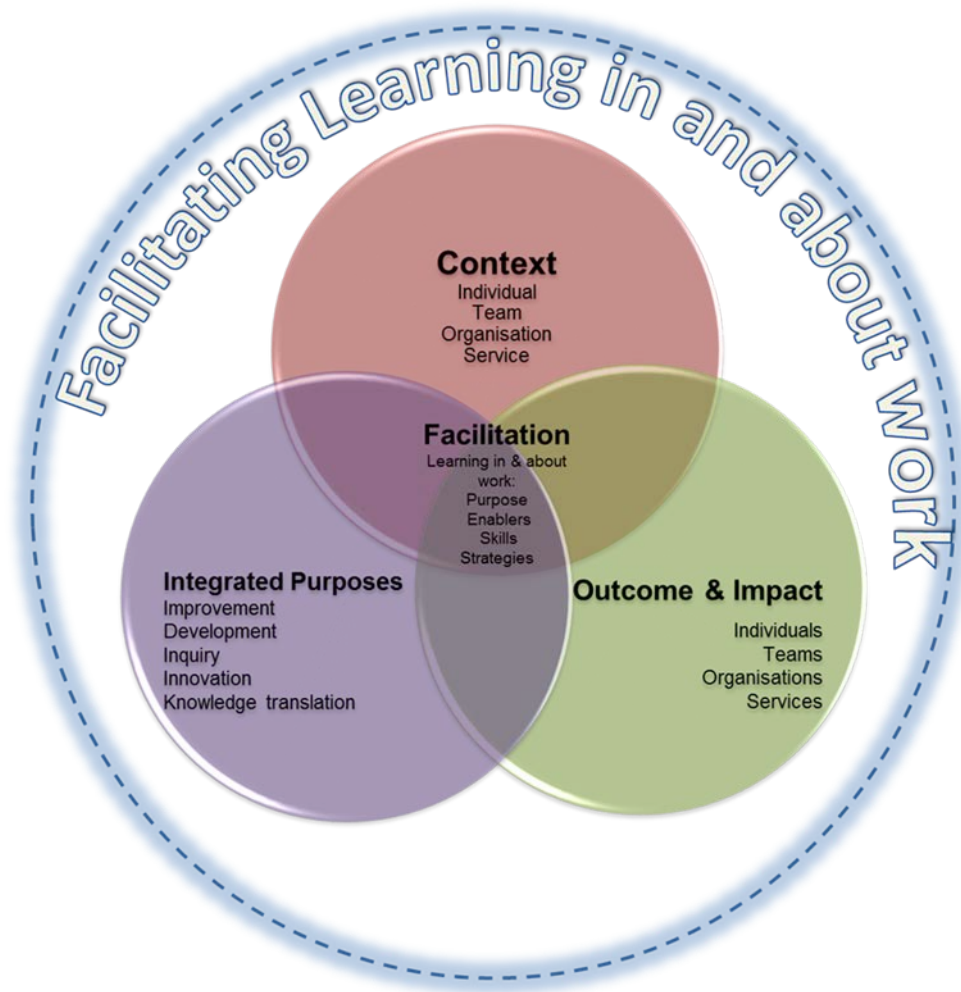 Facilitating Learning in and about work
Context
Individual
Team
Organisation
Service
Facilitation
Learning in & about
work:
Purpose
Enablers
Skills
Strategies
Integrated Purposes
Improvement
Development
Inquiry
Innovation
Knowledge translation
Outcome & Impact
Individuals
Teams
Organisations
Services